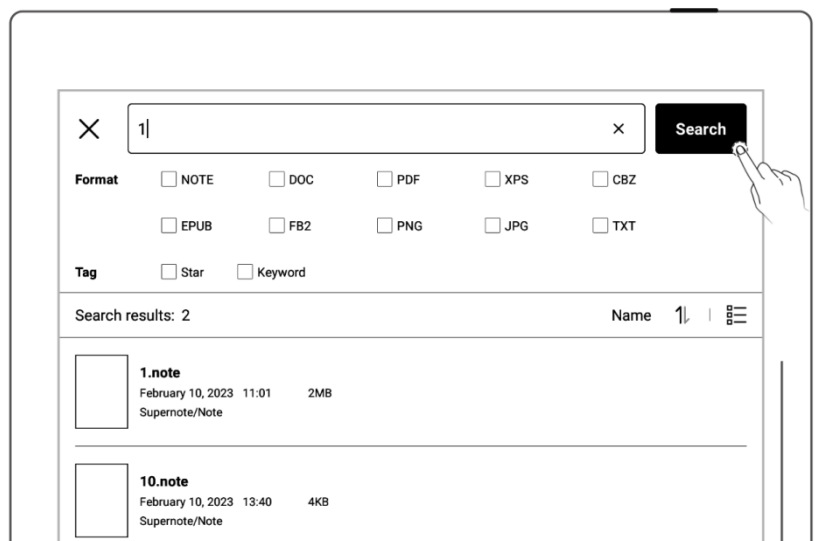 1
Search
Format NOTE DOC PDF XPS CBZ
EPUB FB2 PNG JPG TXT
Tag Star Keyword
Search results: 2 Name
1.note
February 10, 2023 11:01 2MB
Supernote/Note
10.note
February 10, 2023 13:40 4KB
Supernote/Note